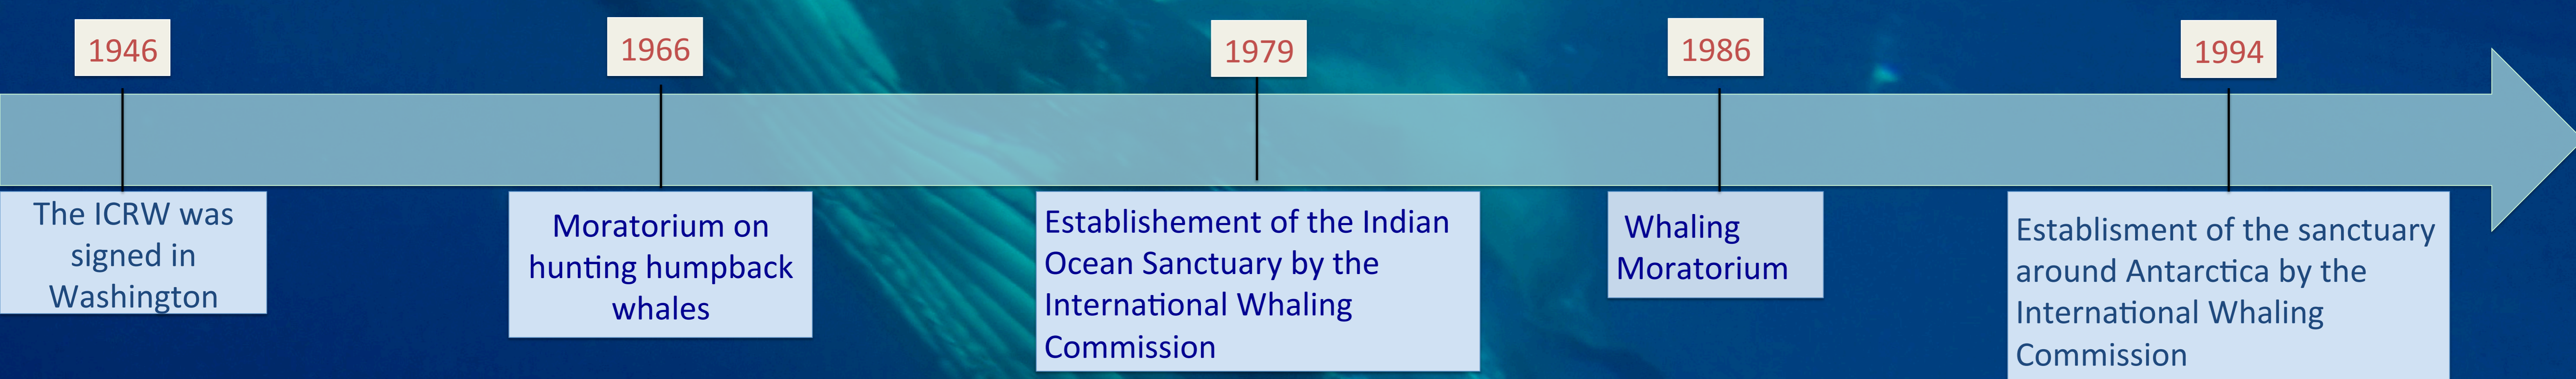 1946
The ICRW was
signed in
Washington
1966
Moratorium on
hunting humpback
whales
1979
Establishement of the Indian
Ocean Sanctuary by the
International Whaling
Commission
1986
Whaling
Moratorium
1994
Establisment of the sanctuary
around Antarctica by the
International Whaling
Commission